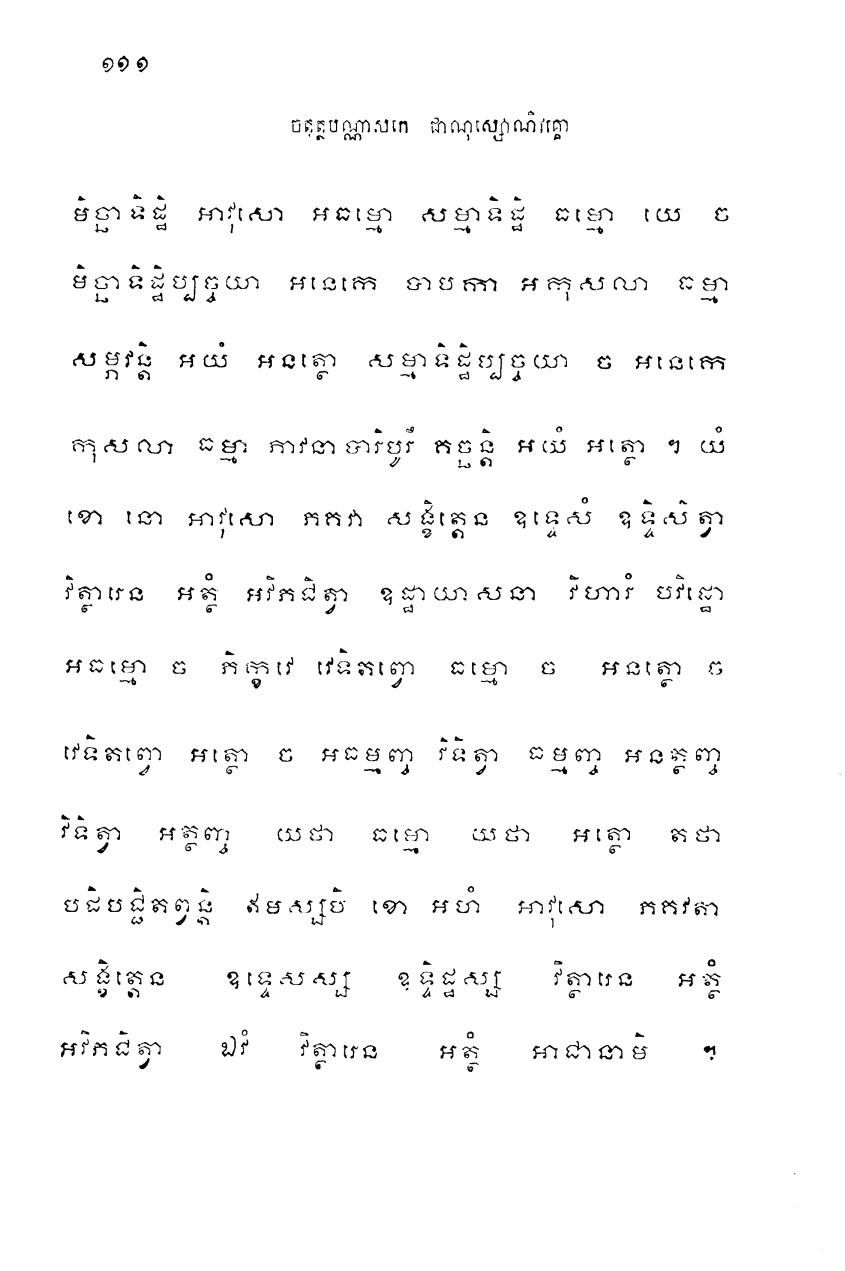 ១១១
ចតុត្ថបណ្ណាសកេ ជាណុស្សោណិវគ្គោ
មិច្ឆាទិដ្ឋិ អាវុសោ អធម្មោ សម្មាទិដ្ឋិ ធម្មោ យេ ច
មិច្ឆាទិដ្ឋិប្បច្ចយា អនេកេ បាបកា អកុសលា ធម្មា
សម្ភវន្តិ អយំ អនត្ថោ សម្មាទិដ្ឋិប្បច្ចយា ច អនេកេ
កុសលា ធម្មា ភាវនាបារិបូរឹ គច្ឆន្តិ អយំ អត្ថោ ។ យំ
ខោ នោ អាវុសោ ភគវា សង្ខិត្តេន ឧទ្ទេសំ ឧទ្ទិសិត្វា
វិត្ថារេន អត្ថំ អវិភជិត្វា ឧដ្ឋាយាសនា វិហារំ បវិដ្ឋោ
អធម្មោ ច ភិក្ខវេ វេទិតព្វោ ធម្មោ ច អនត្ថោ ច
វេទិតព្វោ អត្ថោ ច អធម្មញ្ច វិទិត្វា ធម្មញ្ច អនត្ថញ្ច
វិទិត្វា អត្ថញ្ច យថា ធម្មោ យថា អត្ថោ តថា
បដិបជ្ជិតព្វន្តិ ឥមស្សបិ ខោ អហំ អាវុសោ ភគវតា
សង្ខិត្តេន ឧទ្ទេសស្ស ឧទ្ទិដ្ឋស្ស វិត្ថារេន អត្ថំ
អវិភជិត្វា ឯវំ វិត្ថារេន អត្ថំ អាជានាមិ ។